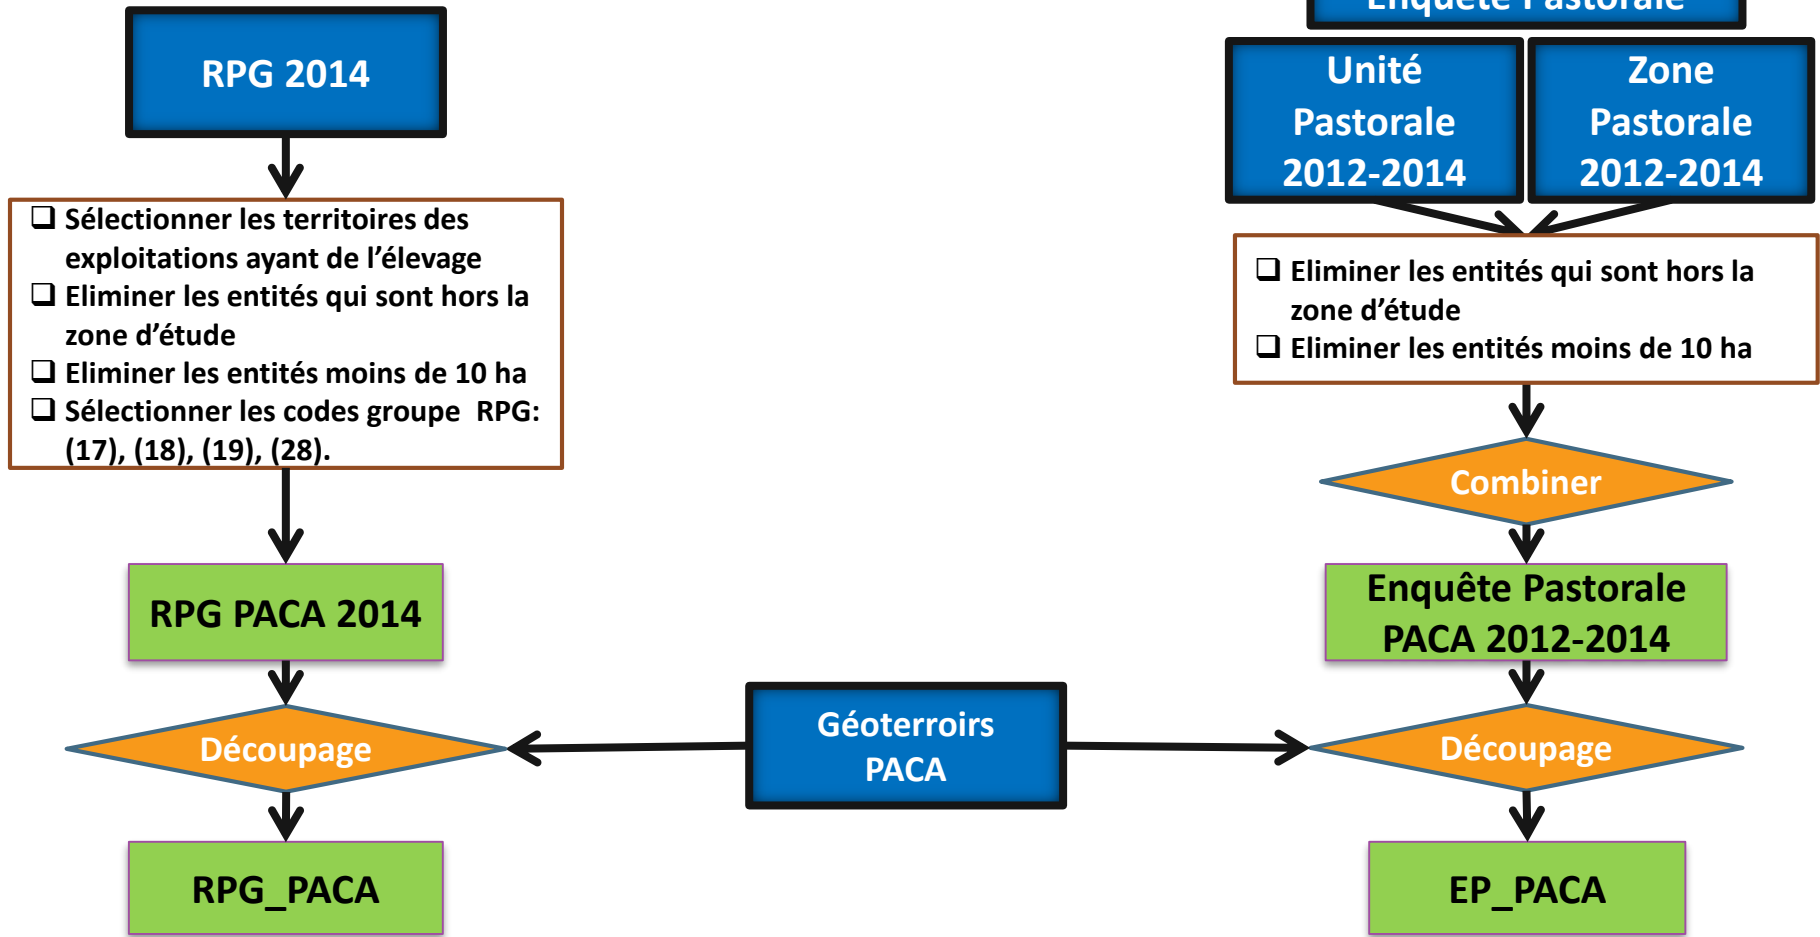 RPG 2014
❑ Sélectionner les territoires des
exploitations ayant de l’élevage
❑ Eliminer les entités qui sont hors la
zone d’étude
❑ Eliminer les entités moins de 10 ha
❑ Sélectionner les codes groupe RPG:
(17), (18), (19), (28).
RPG PACA 2014
Découpage
RPG_PACA
Géoterroirs
PACA
Enquête Pastorale
Unité
Pastorale
2012-2014
Zone
Pastorale
2012-2014
❑ Eliminer les entités qui sont hors la
zone d’étude
❑ Eliminer les entités moins de 10 ha
Combiner
Enquête Pastorale
PACA 2012-2014
Découpage
EP_PACA